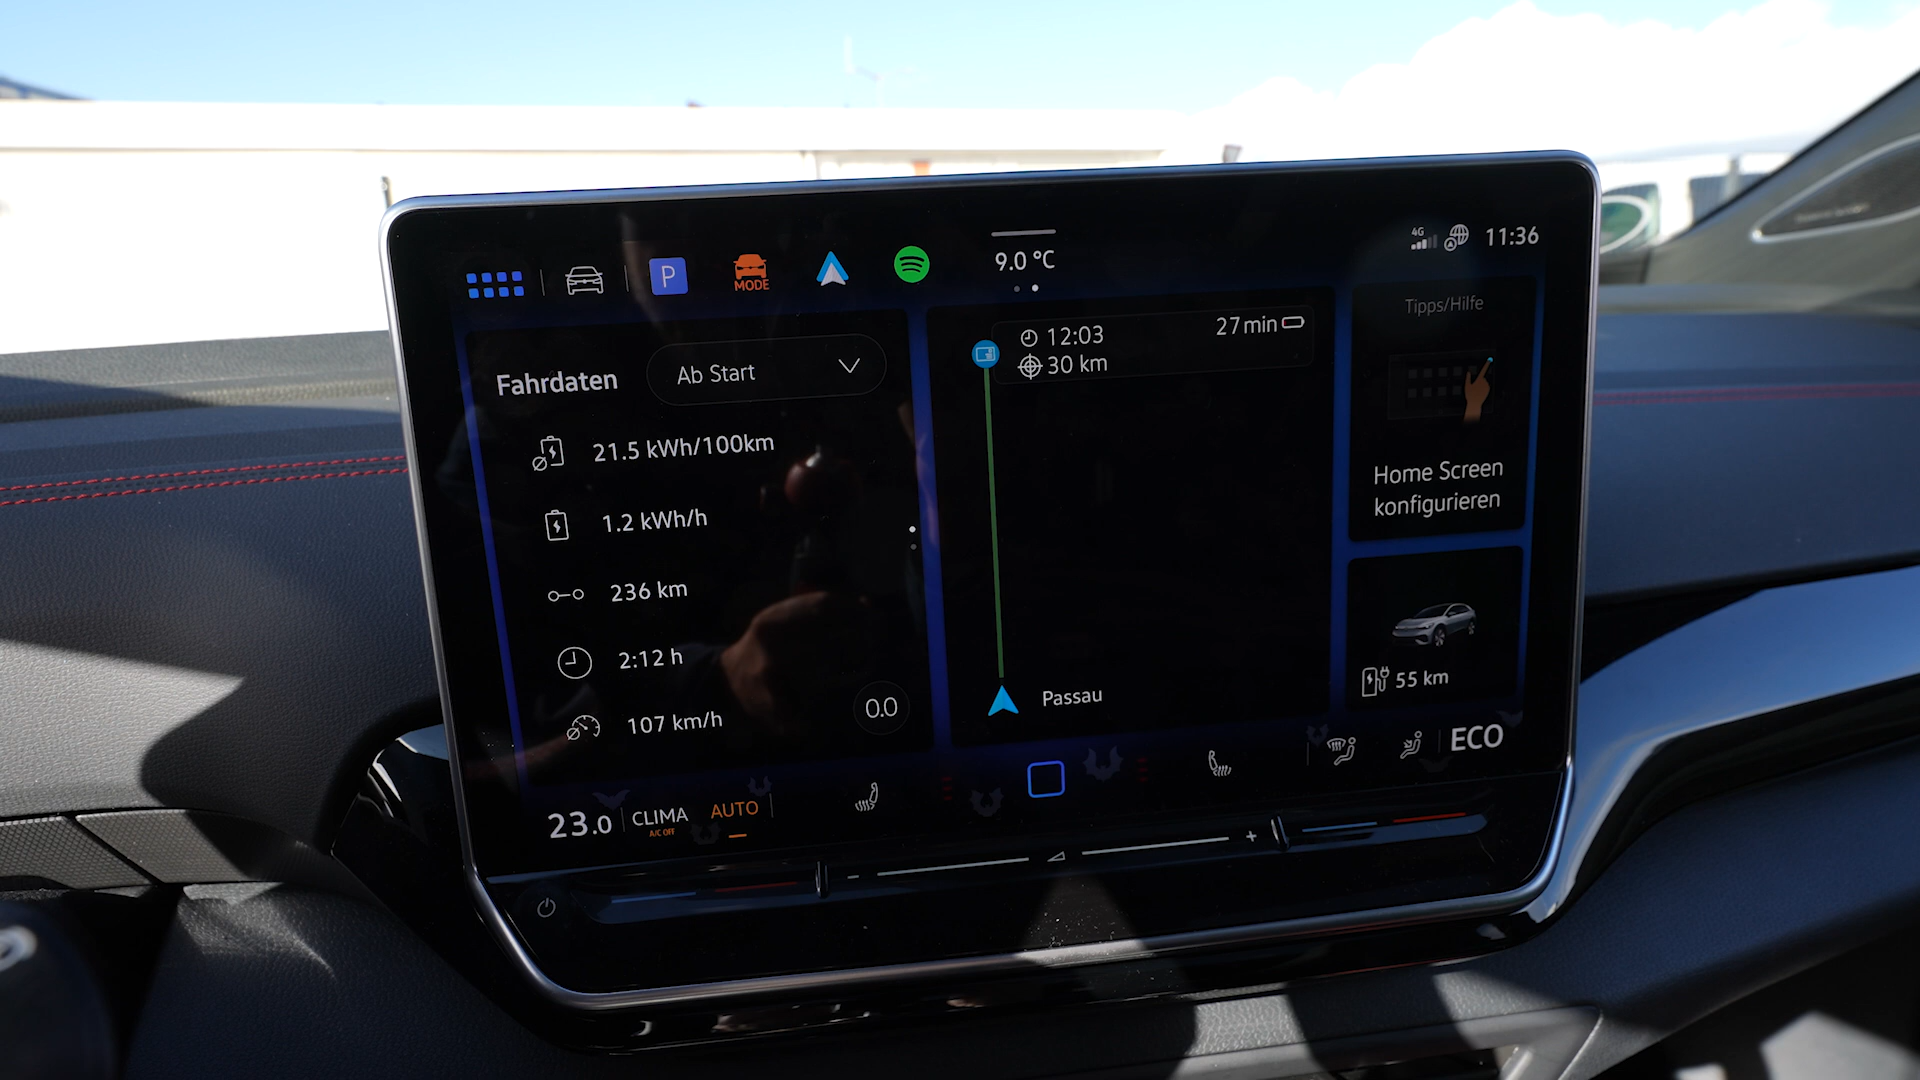 P
MODE
9.0 °C
4G
11:36
Fahrdaten
Ab Start
21.5 kWh/100km
1.2 kWh/h
236 km
2:12 h
107 km/h
0.0
12:03
27 min
30 km
Passau
Tipps/Hilfe
Home Screen
konfigurieren
55 km
23.0
CLIMA
A/C OFF
AUTO
ECO
- +